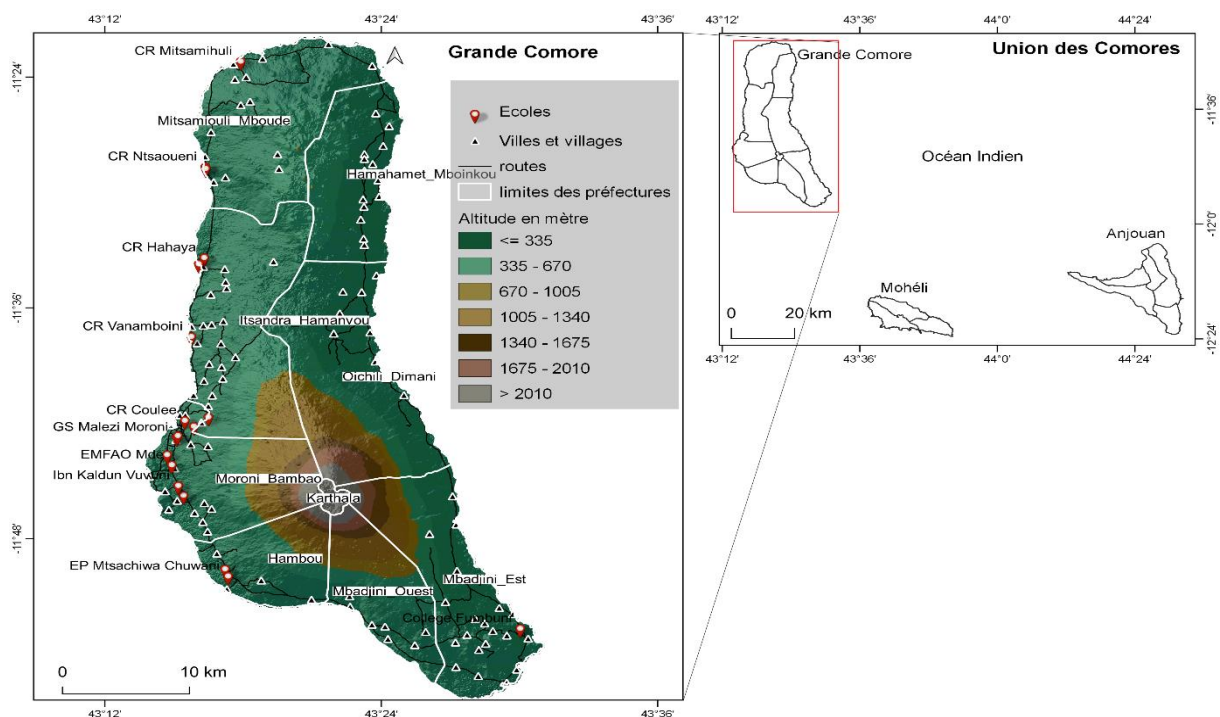 43°12'
43°24'
43°36'
Grande Comore
-11°24'
-11°36'
-11°48'
CR Mitsamihuli
Mitsamiouli_Mboude
CR Ntsaoueni
Hamahamet_Mboinkou
CR Hahaya
CR Vanamboini
Itsandra_Hamanvou
Oichili_Dimani
CR Coulee
GS Malezi Moroni
EMFAO Mde
Ibn Kaldun Vuvuni
Moroni_Bambao
Karthala
EP Mtsachiwa Chuwani
Hambou
Mbadjini_Ouest
Mbadjini_Est
College Fumbuni
Ecoles
Villes et villages
routes
limites des préfectures
Altitude en mètre
<= 335
335 - 670
670 - 1005
1005 - 1340
1340 - 1675
1675 - 2010
> 2010
0 10 km
43°12'
43°24'
43°36'
43°12'
43°36'
44°0'
44°24'
Union des Comores
Grande Comore
-11°36'
-12°0'
-12°24'
Océan Indien
Anjouan
Mohéli
0 20 km
43°12'
43°36'
44°0'
44°24'